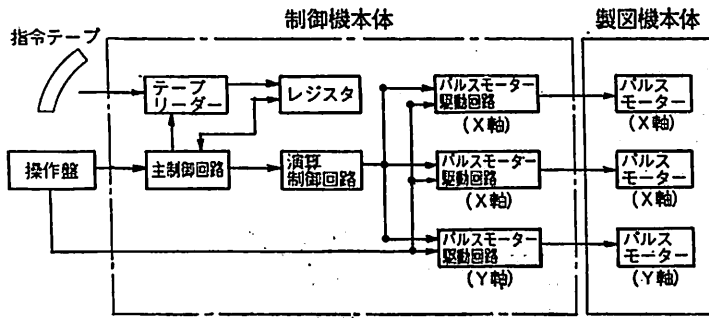 制御機本体
製図機本体
指令テープ
テープ
リーダー
レジスタ
パルスモーター
駆動回路
(X軸)
パルス
モーター
(X軸)
操作盤
主制御回路
演算
制御回路
パルスモーダー
駆動回路
(X軸)
パルス
モーター
(X軸)
パルスモーター
駆動回路
(Y軸)
パルス
モーター
(Y軸)